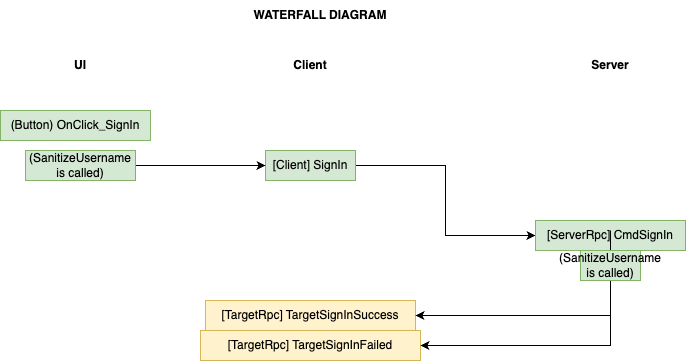 WATERFALL DIAGRAM
UI
Client
Server
(Button) OnClick_SignIn
(SanitizeUsername
is called)
[Client] SignIn
[ServerRpc] CmdSignIn
(SanitizeUsername
is called)
[TargetRpc] TargetSignInSuccess
[TargetRpc] TargetSignInFailed